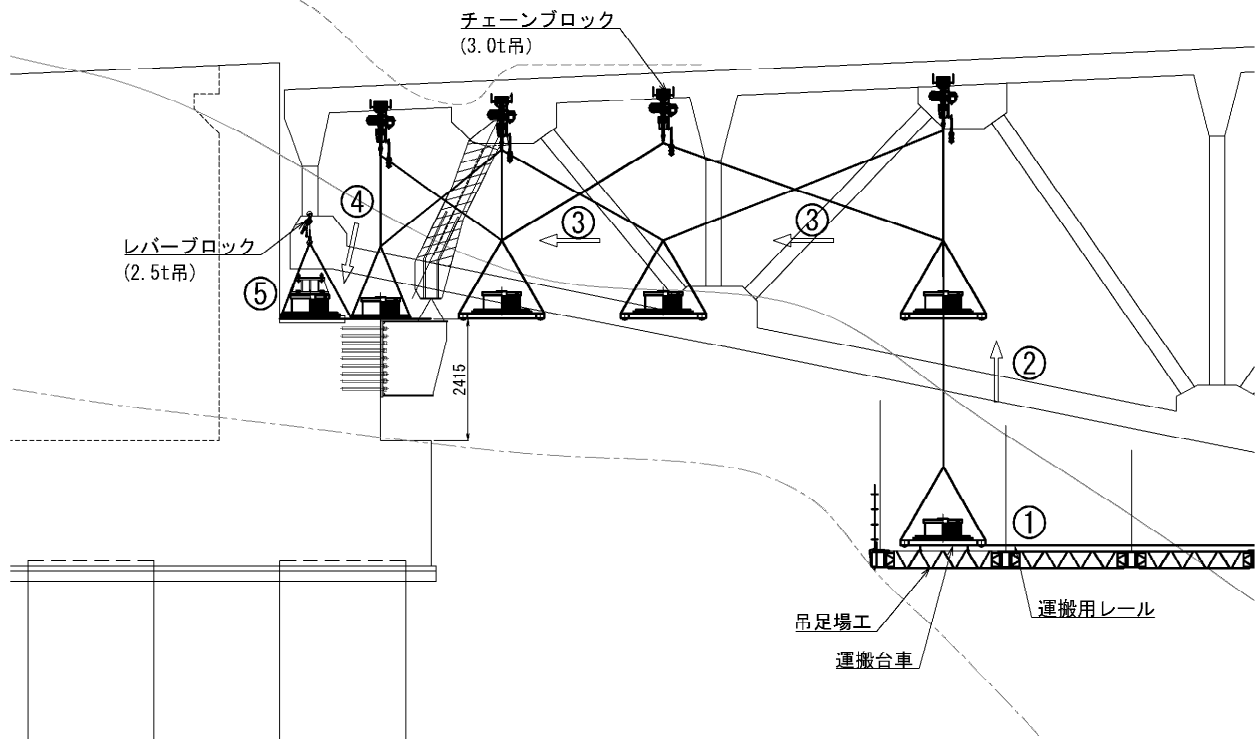 チェーンブロック
(3.0t吊)
④
③
③
レバーブロック
(2.5t吊)
⑤
②
2415
①
運搬用レール
吊足場工
運搬台車